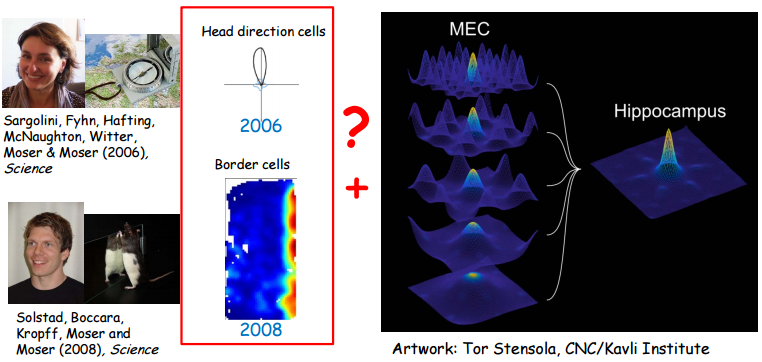 Head direction cells
2006
Sargolini, Fyhn, Hafting,
McNaughton, Witter,
Moser & Moser (2006),
Science
Border cells
2008
Solstad, Boccara,
Kropff, Moser and
Moser (2008), Science
?
+
MEC
Hippocampus
Artwork: Tor Stensola, CNC/Kavli Institute